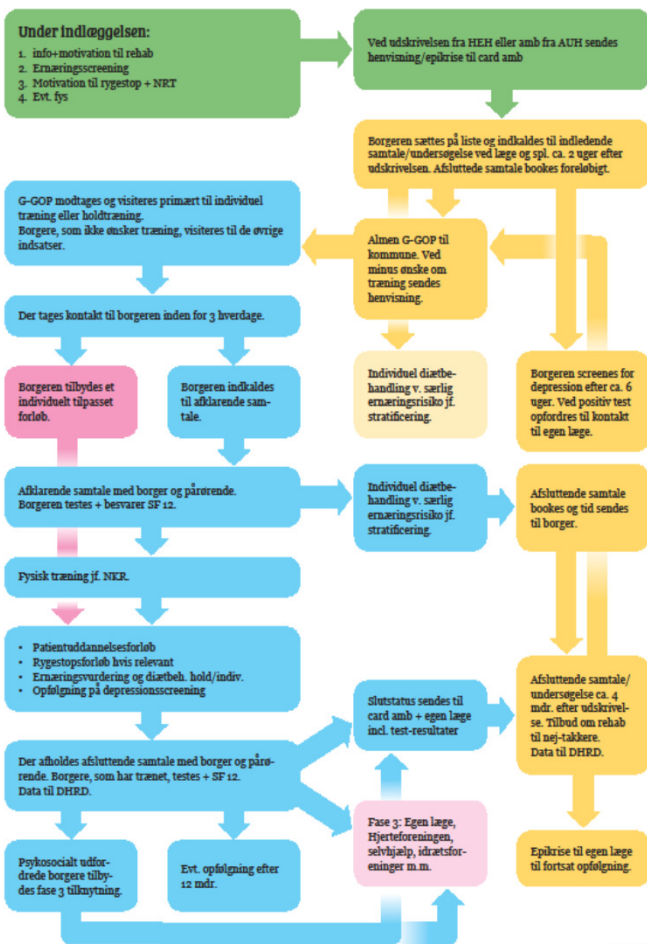 Under indlæggelsen:
1. info+motivation til rehab
2. Ernæringsscreening
3. Motivation til rygestop + NRT
4. Evt. fys
Ved udskrivelsen fra HEH eller amb fra AUH sendes
henvisning/epikrise til card amb
Borgeren sættes på liste og indkaldes til indledende
samtale/undersøgelse ved læge og spl. ca. 2 uger efter
udskrivelsen. Afsluttede samtale bookes foreløbigt.
G-GOP modtages og visiteres primært til individuel
træning eller holdtræning.
Borgere, som ikke ønsker træning, visiteres til de øvrige
indsatser.
Almen G-GOP til
kommune. Ved
minus ønske om
træning sendes
henvisning.
Der tages kontakt til borgeren inden for 3 hverdage.
Borgeren tilbydes et
individuelt tilpasset
forløb.
Borgeren indkaldes
til afklarende sam-
tale.
Individuel diætbe-
handling v. særlig
ernæringsrisiko jf.
stratificering.
Borgeren screenes for
depression efter ca. 6
uger. Ved positiv test
opfordres til kontakt
til egen læge.
Afklarende samtale med borger og pårørende.
Borgeren testes + besvarer SF 12.
Individuel diætbe-
handling v. særlig
ernæringsrisiko jf.
stratificering.
Afsluttende samtale
bookes og tid sendes
til borger.
Fysisk træning jf. NKR.
• Patientuddannelsesforløb
• Rygestopsforløb hvis relevant
• Ernæringsvurdering og diætbeh. hold/indiv.
• Opfølgning på depressionsscreening
Slutstatus sendes til
card amb + egen læge
incl. test-resultater
Afsluttende samtale/
undersøgelse ca. 4
mdr. efter udskrivel-
se. Tilbud om rehab
til nej-takkere.
Data til DHRD.
Der afholdes afsluttende samtale med borger og pårø-
rende. Borgere, som har trænet, testes + SF 12.
Data til DHRD.
Fase 3: Egen læge,
Hjerteforeningen,
selvhjælp, idrætsfor-
eninger m.m.
Psykosocialt udfor-
drede borgere tilby-
des fase 3 tilknytning.
Evt. opfølgning efter
12 mdr.
Epikrise til egen læge
til fortsat opfølgning.